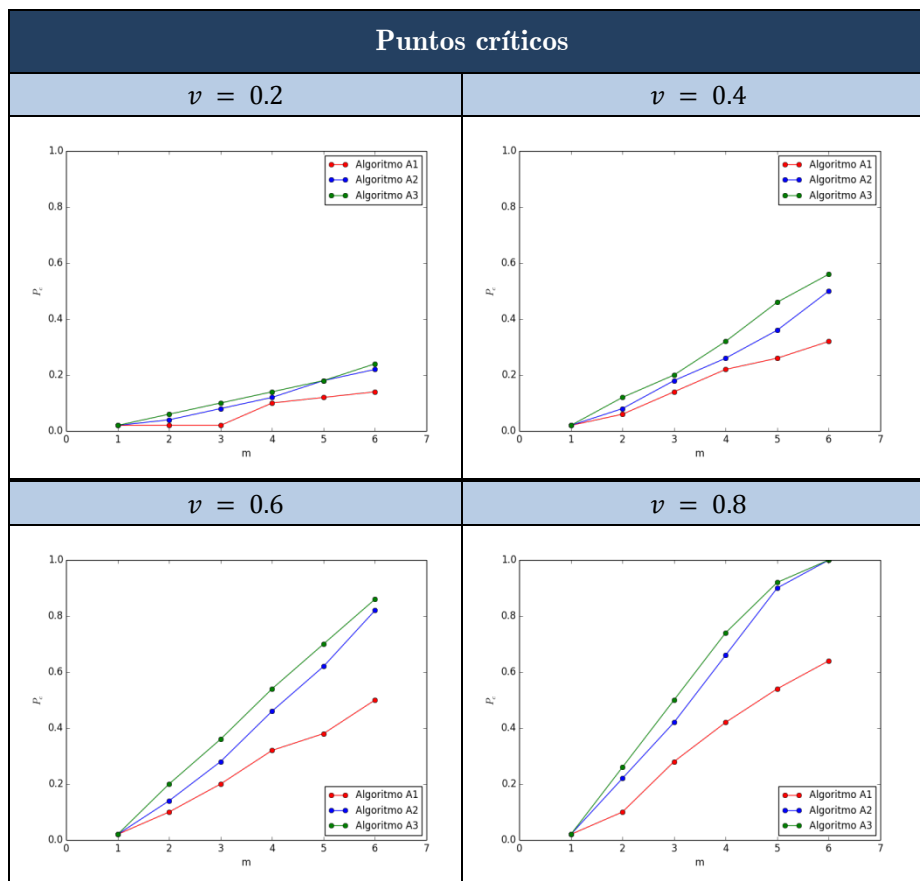 Puntos críticos
v = 0.2
v = 0.4
1.0
0.8
0.6
0.4
0.2
0.0
P_c
0 1 2 3 4 5 6 7
m
Algoritmo A1
Algoritmo A2
Algoritmo A3
1.0
0.8
0.6
0.4
0.2
0.0
P_c
0 1 2 3 4 5 6 7
m
Algoritmo A1
Algoritmo A2
Algoritmo A3
v = 0.6
v = 0.8
1.0
0.8
0.6
0.4
0.2
0.0
P_c
0 1 2 3 4 5 6 7
m
Algoritmo A1
Algoritmo A2
Algoritmo A3
1.0
0.8
0.6
0.4
0.2
0.0
P_c
0 1 2 3 4 5 6 7
m
Algoritmo A1
Algoritmo A2
Algoritmo A3